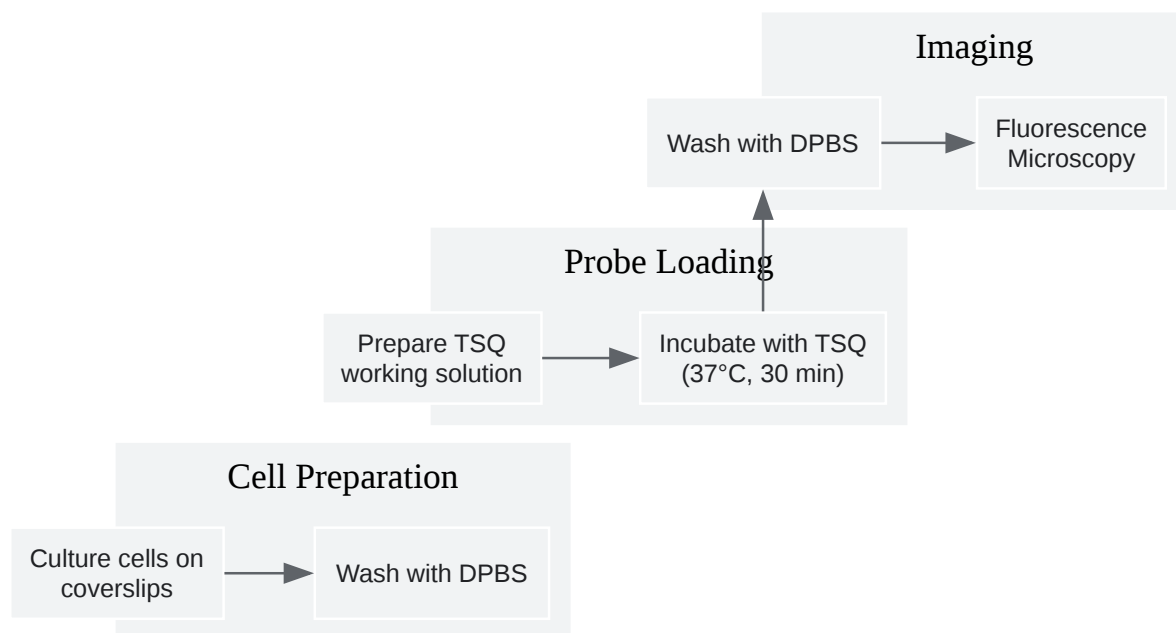 Imaging
Wash with DPBS
Fluorescence
Microscopy
Probe Loading
Prepare TSQ
working solution
Incubate with TSQ
(37°C, 30 min)
Cell Preparation
Culture cells on
coverslips
Wash with DPBS